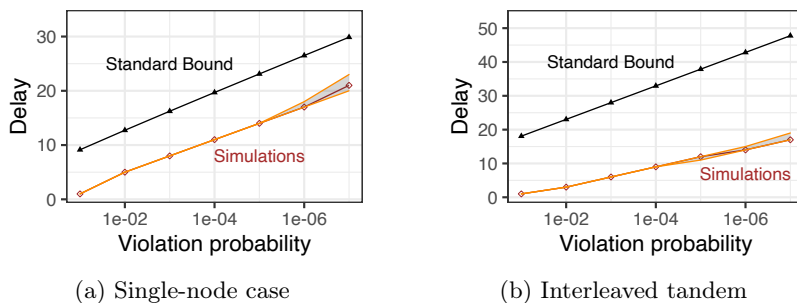 30
20
10
0
Delay
Standard Bound
Simulations
1e-02
1e-04
1e-06
Violation probability
(a) Single-node case
50
40
30
20
10
0
Delay
Standard Bound
Simulations
1e-02
1e-04
1e-06
Violation probability
(b) Interleaved tandem